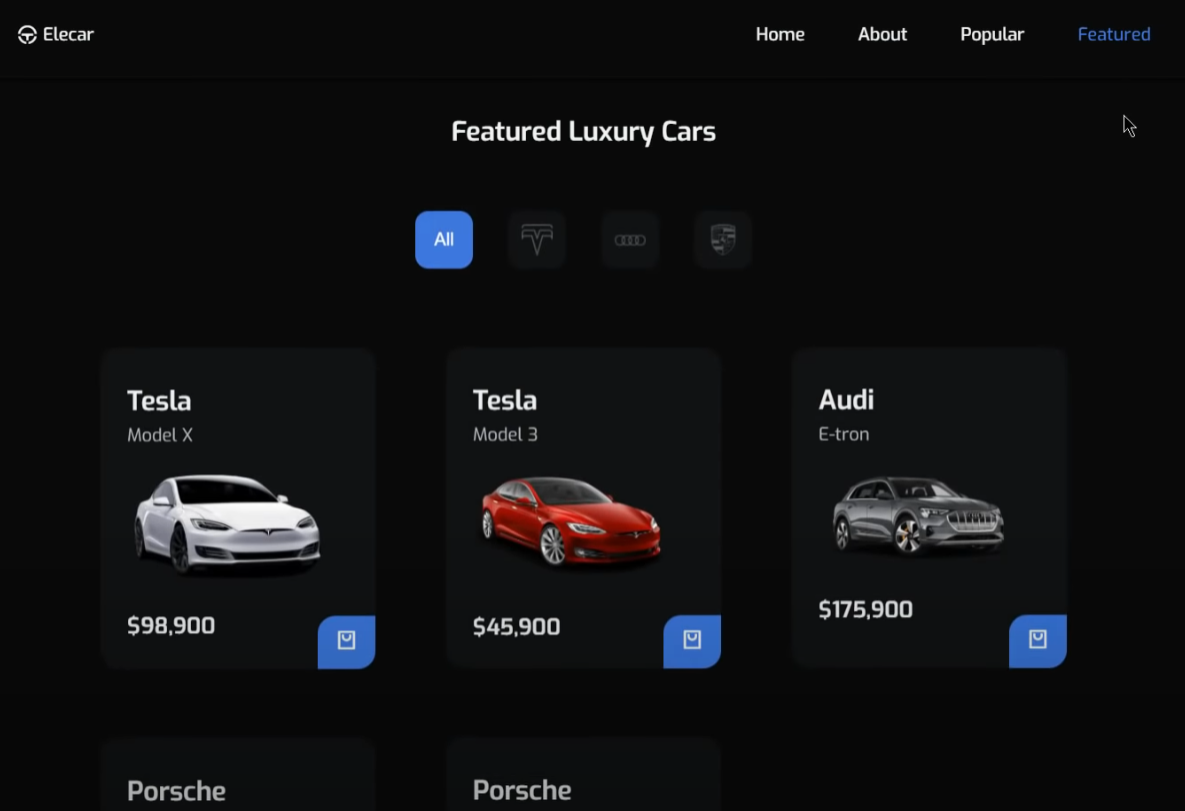 Elecar
Home About Popular Featured
Featured Luxury Cars
All
Tesla
Model X
$98,900
Tesla
Model 3
$45,900
Audi
E-tron
$175,900
Porsche
Porsche